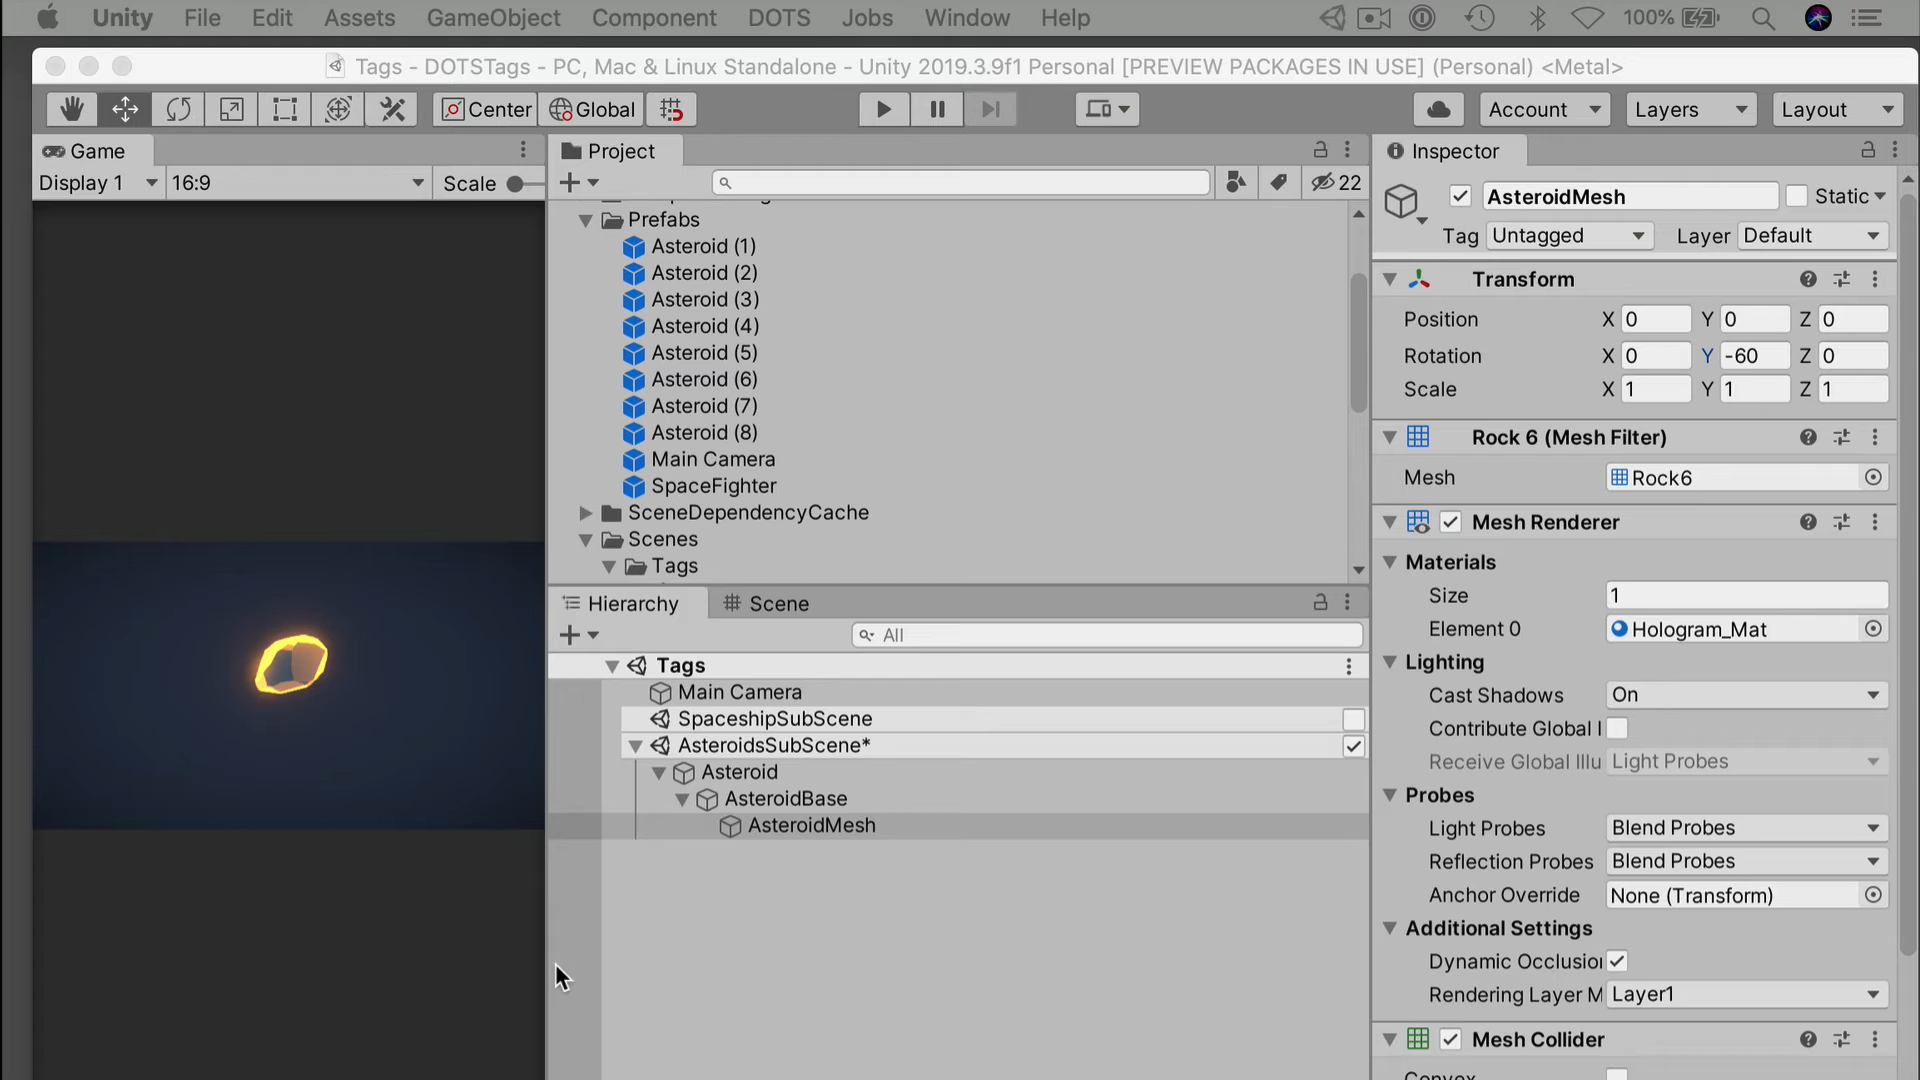 Unity File Edit Assets GameObject Component DOTS Jobs Window Help 100%
Tags - DOTSTags - PC, Mac & Linux Standalone - Unity 2019.3.9f1 Personal [PREVIEW PACKAGES IN USE] (Personal) <Metal>
Center Global Account Layers Layout
Game
Display 1 16:9 Scale
Project
22
Prefabs
Asteroid (1)
Asteroid (2)
Asteroid (3)
Asteroid (4)
Asteroid (5)
Asteroid (6)
Asteroid (7)
Asteroid (8)
Main Camera
SpaceFighter
SceneDependencyCache
Scenes
Tags
Hierarchy Scene
All
Tags
Main Camera
SpaceshipSubScene
AsteroidsSubScene*
Asteroid
AsteroidBase
AsteroidMesh
Inspector
AsteroidMesh Static
Tag Untagged Layer Default
Transform
Position X 0 Y 0 Z 0
Rotation X 0 Y -60 Z 0
Scale X 1 Y 1 Z 1
Rock 6 (Mesh Filter)
Mesh Rock6
Mesh Renderer
Materials
Size 1
Element 0 Hologram_Mat
Lighting
Cast Shadows On
Contribute Global I
Receive Global Illu Light Probes
Probes
Light Probes Blend Probes
Reflection Probes Blend Probes
Anchor Override None (Transform)
Additional Settings
Dynamic Occlusion
Rendering Layer M Layer1
Mesh Collider
Convex